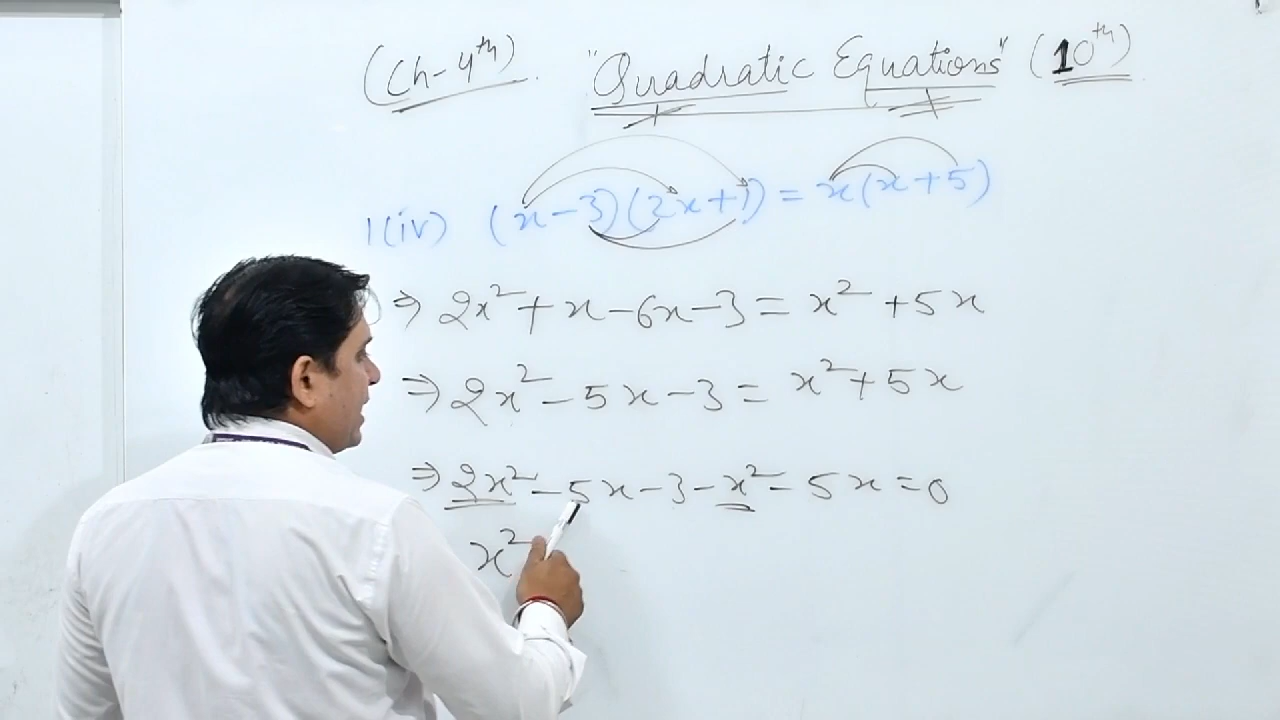 (Ch-4th) "Quadratic Equations" (10th)
1(iv) (x-3)(2x+1) = x(x+5)
⇒ 2x² + x - 6x - 3 = x² + 5x
⇒ 2x² - 5x - 3 = x² + 5x
⇒ 2x² - 5x - 3 - x² - 5x = 0
x²